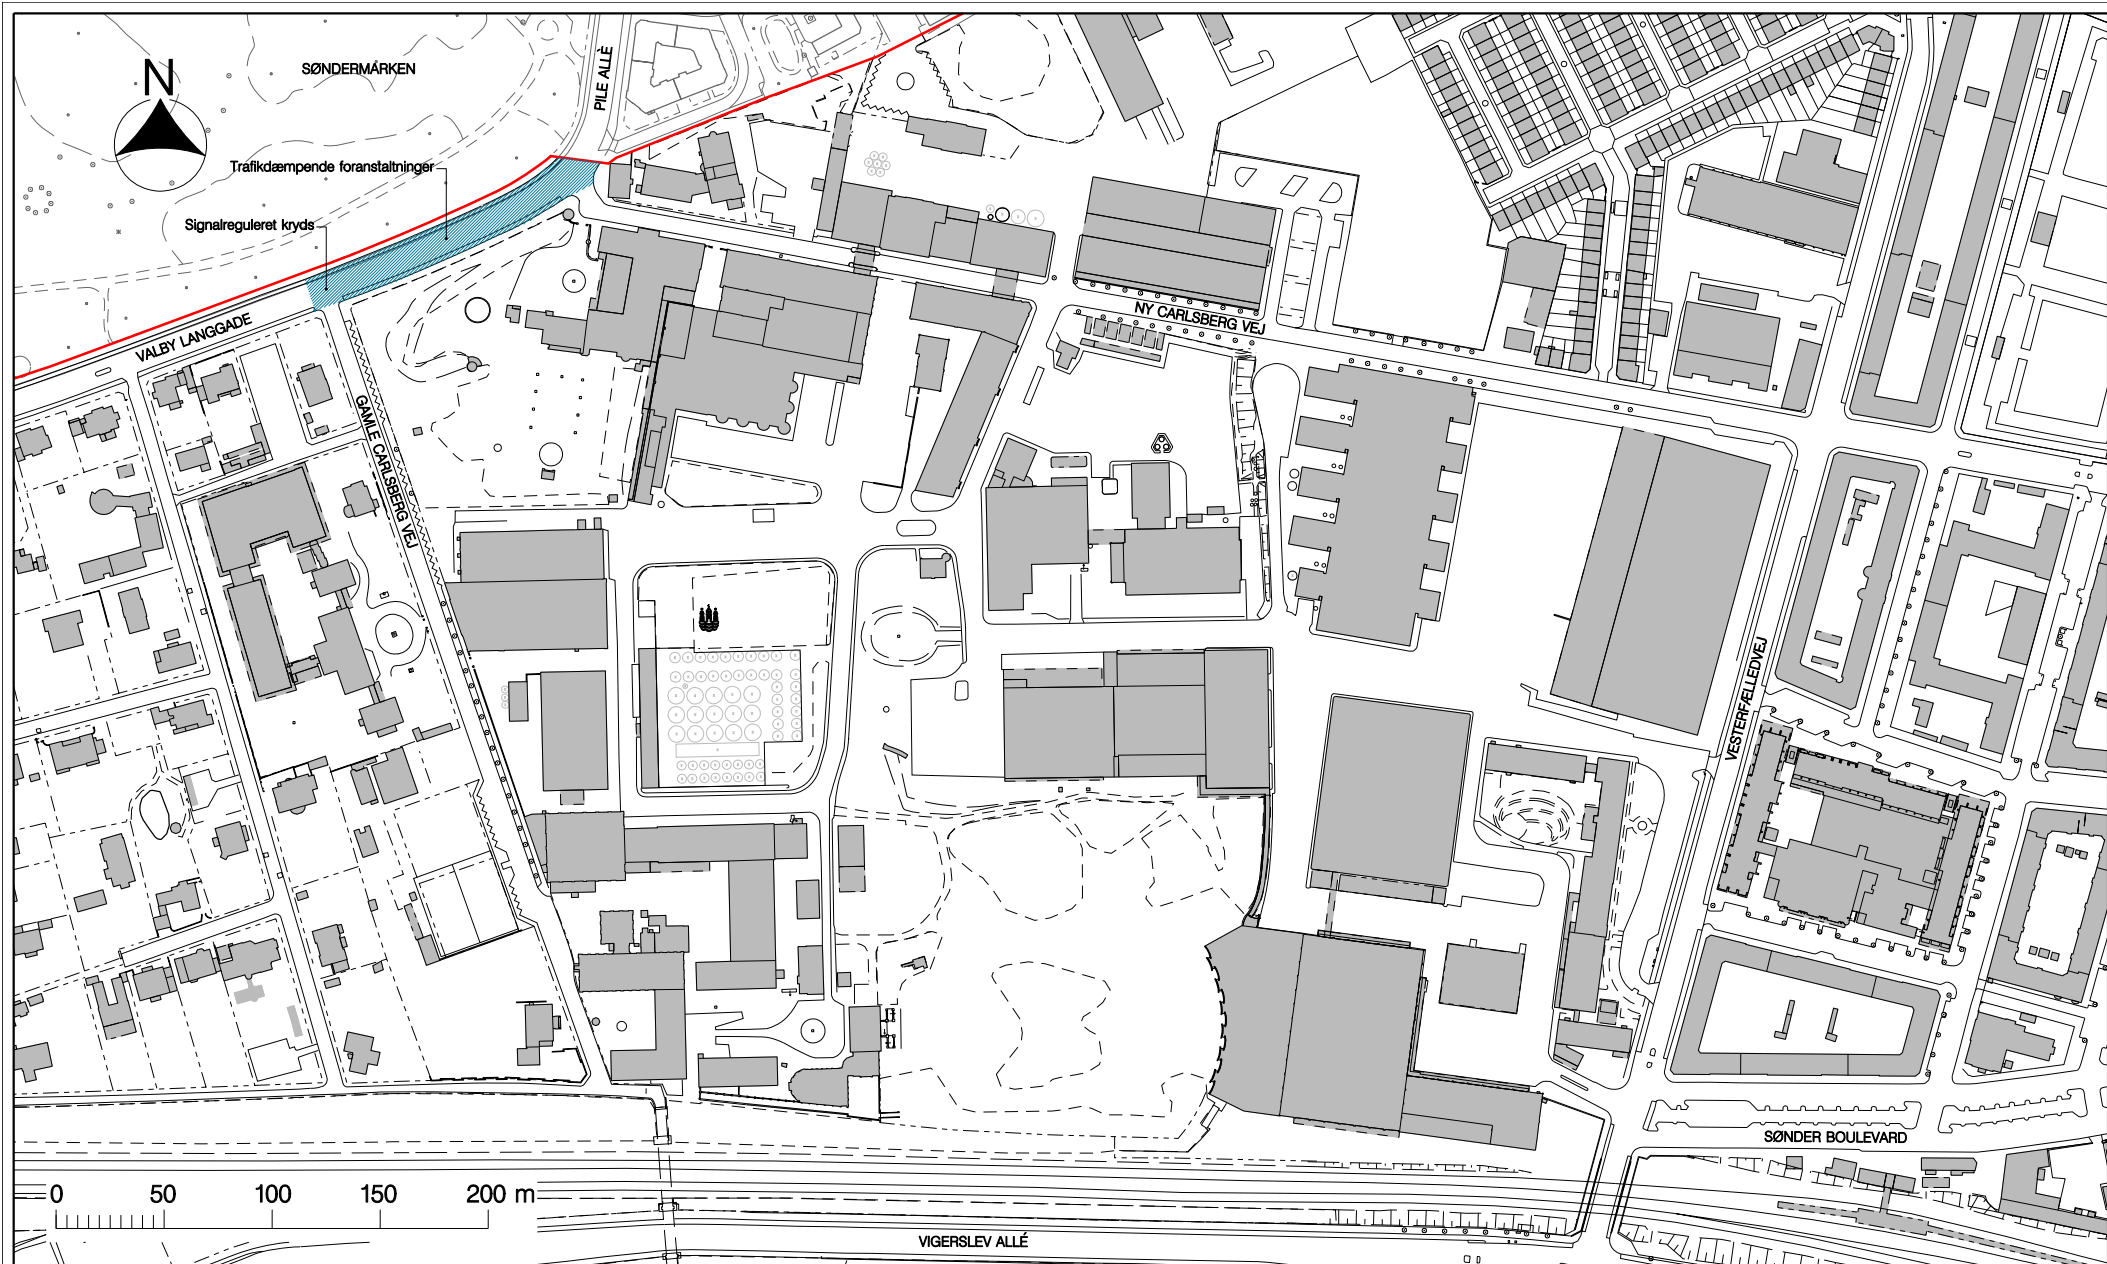 N
SØNDERMARKEN
PILE ALLÈ
Trafikdæmpende foranstaltninger
Signalreguleret kryds
VALBY LANGGADE
NY CARLSBERG VEJ
GAMLE CARLSBERG VEJ
VESTERFÆLLEDVEJ
SØNDER BOULEVARD
0 50 100 150 200 m
VIGERSLEV ALLÉ